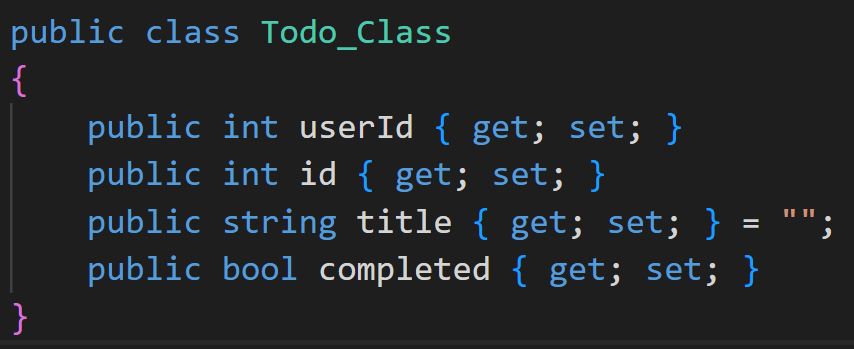 public class Todo_Class
{
    public int userId { get; set; }
    public int id { get; set; }
    public string title { get; set; } = "";
    public bool completed { get; set; }
}